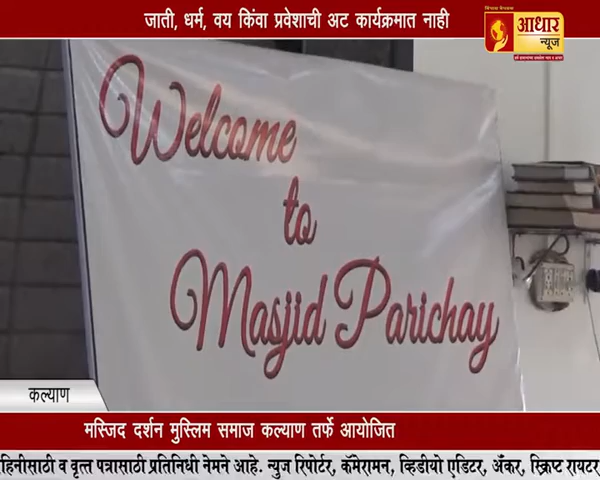 जाती, धर्म, वय किंवा प्रवेशाची अट कार्यक्रमात नाही
आधार
न्यूज
Welcome
to
Masjid Parichay
कल्याण
मस्जिद दर्शन मुस्लिम समाज कल्याण तर्फे आयोजित
हिनीसाठी व वृत्त पत्रासाठी प्रतिनिधी नेमने आहे. न्युज रिपोर्टर, कॅमेरामन, व्हिडीयो एडिटर, अँकर, स्क्रिप्ट रायटर